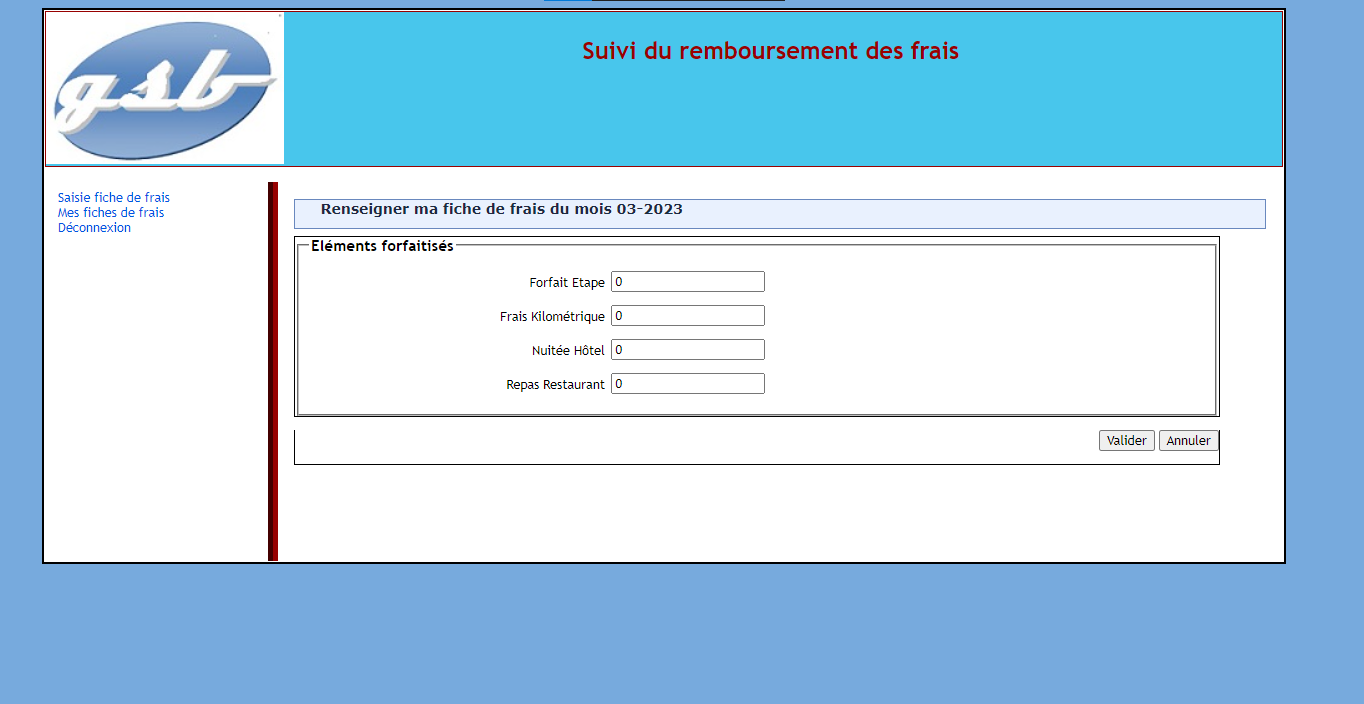 gsb
Suivi du remboursement des frais
Saisie fiche de frais
Mes fiches de frais
Déconnexion
Renseigner ma fiche de frais du mois 03-2023
Eléments forfaitisés
Forfait Etape 0
Frais Kilométrique 0
Nuitée Hôtel 0
Repas Restaurant 0
Valider Annuler